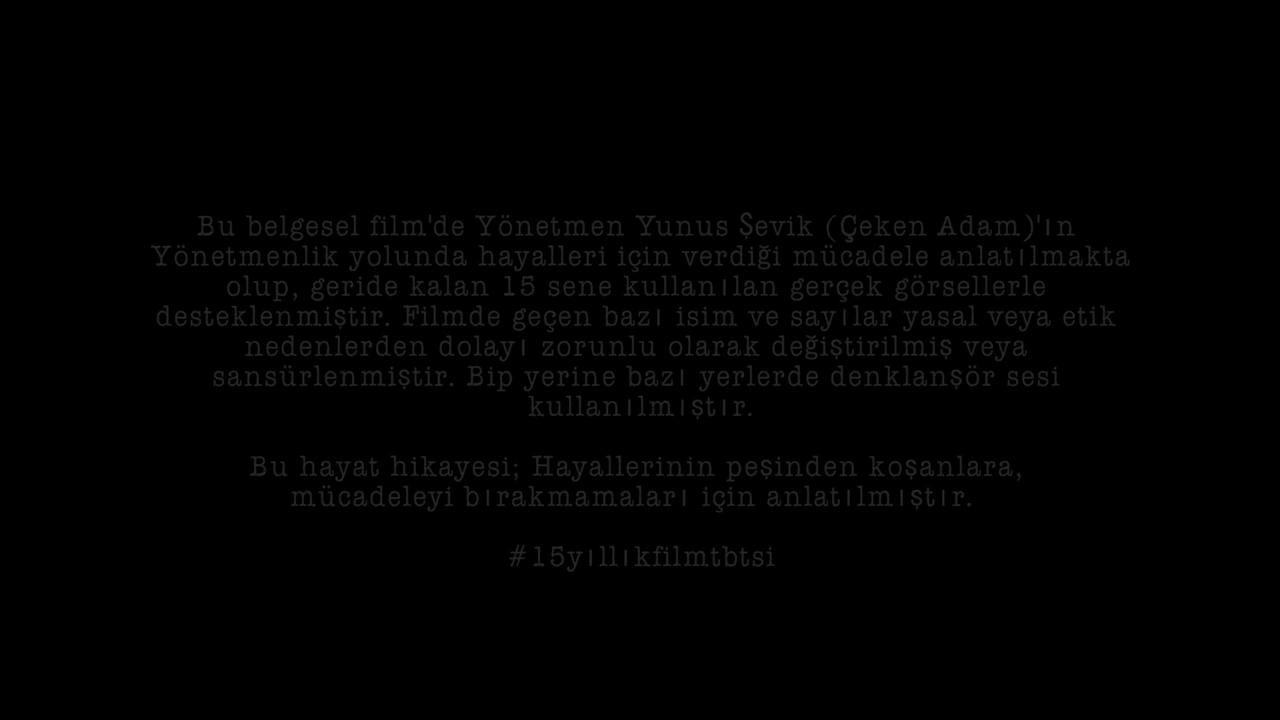 Bu belgesel film'de Yönetmen Yunus Şevik (Çeken Adam)'ın
Yönetmenlik yolunda hayalleri için verdiği mücadele anlatılmakta
olup, geride kalan 15 sene kullanılan gerçek görsellerle
desteklenmiştir. Filmde geçen bazı isim ve sayılar yasal veya etik
nedenlerden dolayı zorunlu olarak değiştirilmiş veya
sansürlenmiştir. Bip yerine bazı yerlerde denklanşör sesi
kullanılmıştır.
Bu hayat hikayesi; Hayallerinin peşinden koşanlara,
mücadeleyi bırakmamaları için anlatılmıştır.
#15yıllıkfilmtbtsi